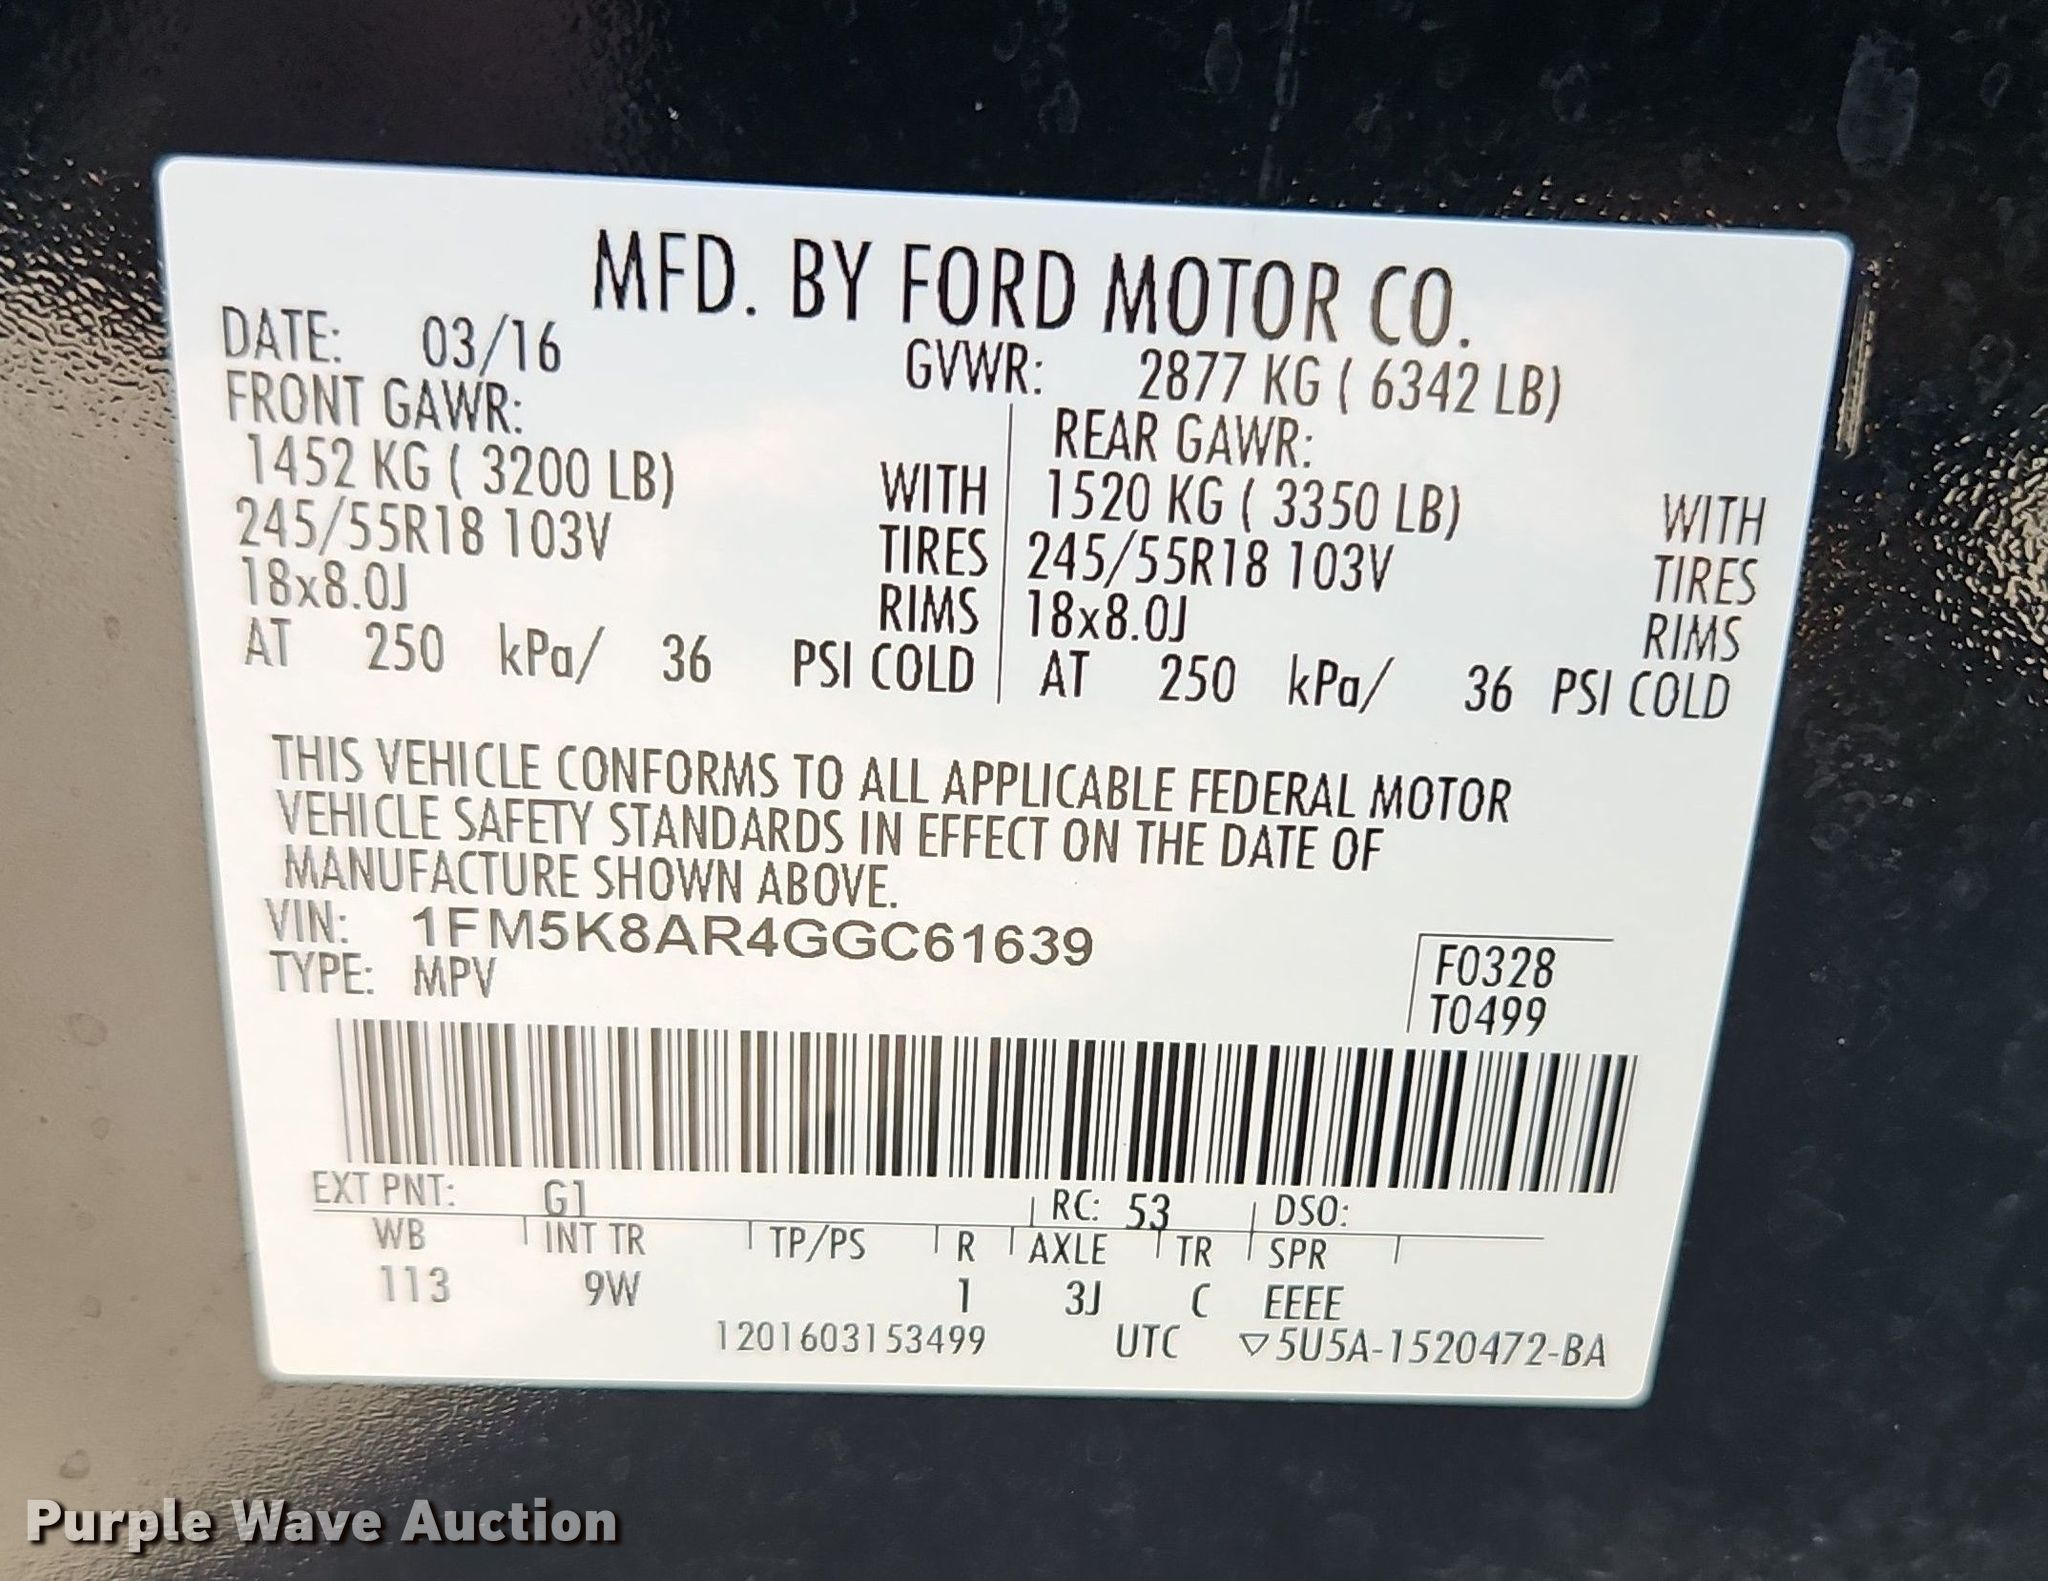 MFD. BY FORD MOTOR CO.
DATE: 03/16 GVWR: 2877 KG ( 6342 LB)
FRONT GAWR: REAR GAWR:
1452 KG ( 3200 LB) WITH 1520 KG ( 3350 LB) WITH
245/55R18 103V TIRES 245/55R18 103V TIRES
18x8.0J RIMS 18x8.0J RIMS
AT 250 kPa/ 36 PSI COLD AT 250 kPa/ 36 PSI COLD
THIS VEHICLE CONFORMS TO ALL APPLICABLE FEDERAL MOTOR
VEHICLE SAFETY STANDARDS IN EFFECT ON THE DATE OF
MANUFACTURE SHOWN ABOVE.
VIN: 1FM5K8AR4GGC61639
TYPE: MPV
F0328
T0499
EXT PNT: G1 RC: 53 DSO:
WB INT TR TP/PS R AXLE TR SPR
113 9W 1 3J C EEEE
1201603153499 UTC ▽5U5A-1520472-BA
Purple Wave Auction